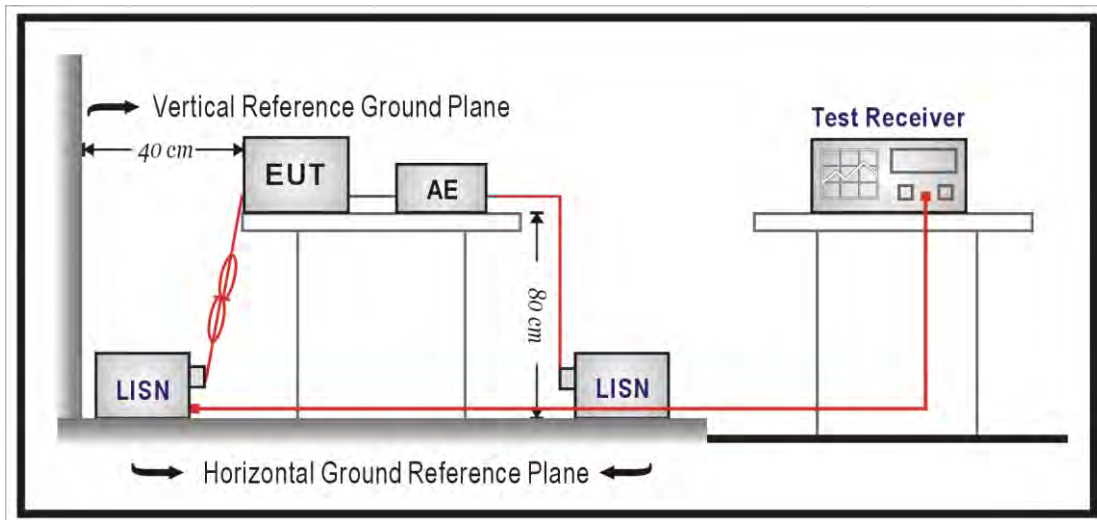 Vertical Reference Ground Plane
40 cm
Test Receiver
EUT
AE
80 cm
LISN
LISN
Horizontal Ground Reference Plane